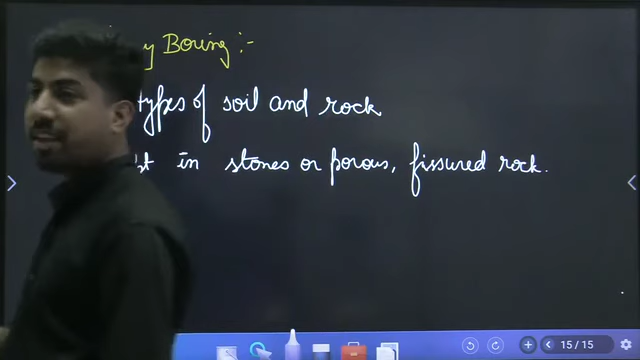 Boring :-
types of soil and rock
in stones or porous, fissured rock.
15 / 15